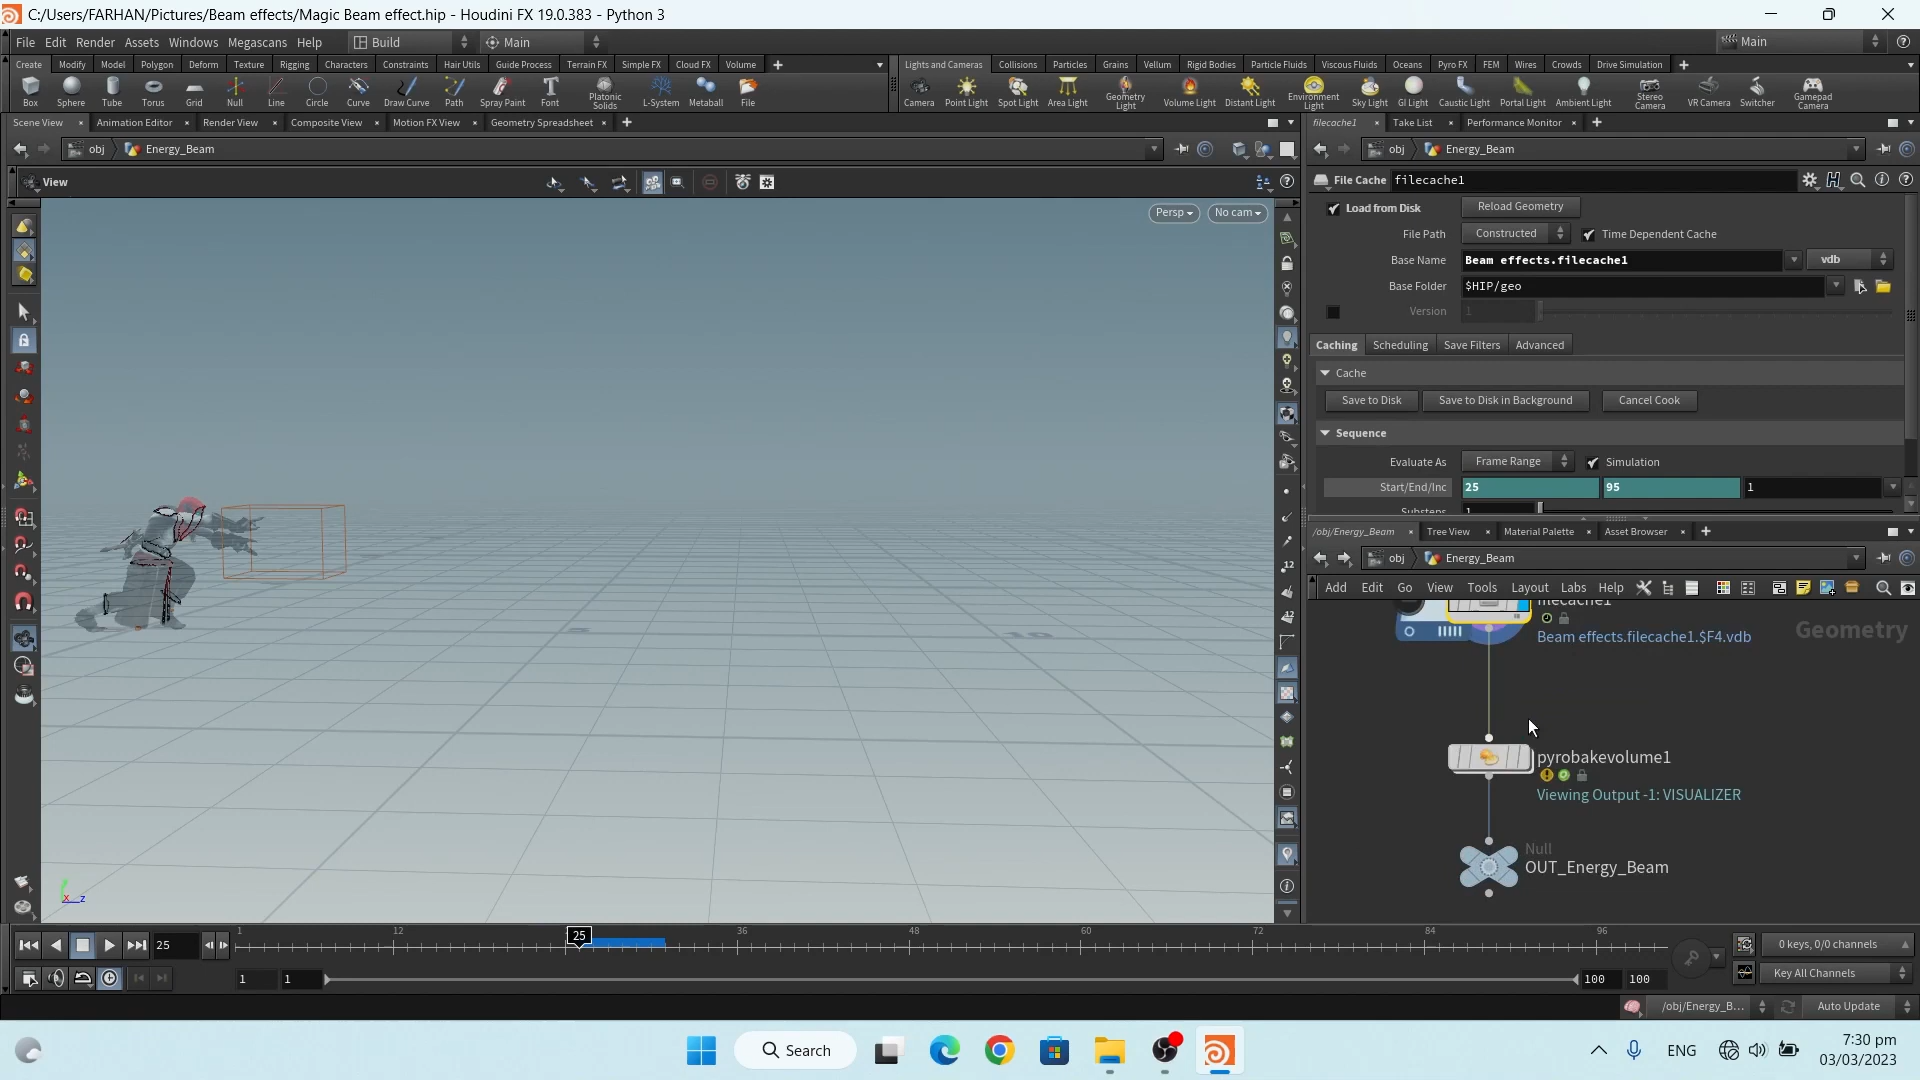 C:/Users/FARHAN/Pictures/Beam effects/Magic Beam effect.hip - Houdini FX 19.0.383 - Python 3
File Edit Render Assets Windows Megascans Help Build Main Main
Create Modify Model Polygon Deform Texture Rigging Characters Constraints Hair Utils Guide Process Terrain FX Simple FX Cloud FX Volume
Lights and Cameras Collisions Particles Grains Vellum Rigid Bodies Particle Fluids Viscous Fluids Oceans Pyro FX FEM Wires Crowds Drive Simulation
Box Sphere Tube Torus Grid Null Line Circle Curve Draw Curve Path Spray Paint Font Platonic Solids L-System Metaball File
Camera Point Light Spot Light Area Light Geometry Light Volume Light Distant Light Environment Light Sky Light GI Light Caustic Light Portal Light Ambient Light Stereo Camera VR Camera Switcher Gamepad Camera
Scene View Animation Editor Render View Composite View Motion FX View Geometry Spreadsheet
filecache1 Take List Performance Monitor
obj Energy_Beam
obj Energy_Beam
View
File Cache filecache1
Persp No cam
Load from Disk Reload Geometry
File Path Constructed Time Dependent Cache
Base Name Beam effects.filecache1 vdb
Base Folder $HIP/geo
Version 1
Caching Scheduling Save Filters Advanced
Cache
Save to Disk Save to Disk in Background Cancel Cook
Sequence
Evaluate As Frame Range Simulation
Start/End/Inc 25 95 1
Substeps 1
/obj/Energy_Beam Tree View Material Palette Asset Browser
obj Energy_Beam
Add Edit Go View Tools Layout Labs Help
filecache1
Beam effects.filecache1.$F4.vdb
Geometry
pyrobakevolume1
Viewing Output -1: VISUALIZER
Null
OUT_Energy_Beam
5 10
x z
25 1 12 25 36 48 60 72 84 96
0 keys, 0/0 channels
1 1 100 100
Key All Channels
/obj/Energy_B... Auto Update
Search
ENG
7:30 pm
03/03/2023